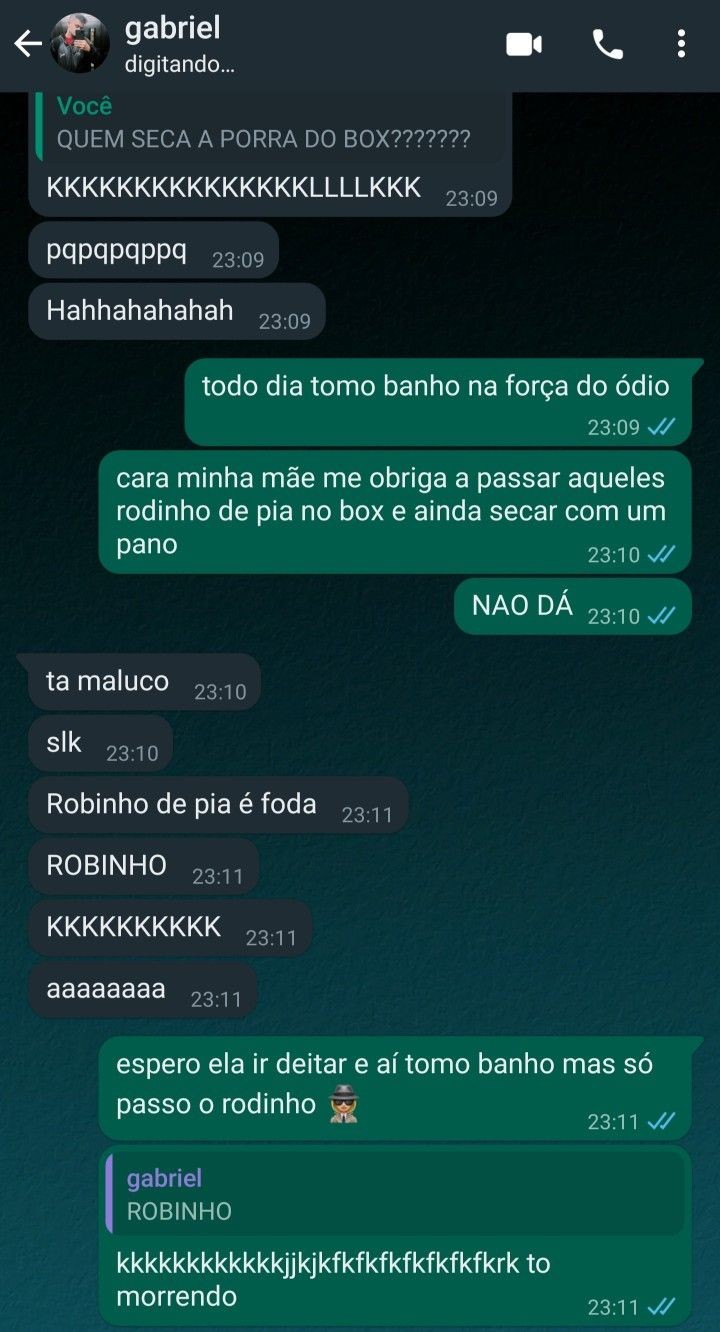 gabriel
digitando...
Você
QUEM SECA A PORRA DO BOX???????
KKKKKKKKKKKKKKKLLLLKKK 23:09
pqpqpqppq 23:09
Hahhahahahah 23:09
todo dia tomo banho na força do ódio
23:09
cara minha mãe me obriga a passar aqueles
rodinho de pia no box e ainda secar com um
pano 23:10
NAO DÁ 23:10
ta maluco 23:10
slk 23:10
Robinho de pia é foda 23:11
ROBINHO 23:11
KKKKKKKKKK 23:11
aaaaaaaa 23:11
espero ela ir deitar e aí tomo banho mas só
passo o rodinho 🕵🏼‍♀️ 23:11
gabriel
ROBINHO
kkkkkkkkkkkkjjkjkfkfkfkfkfkfkfkrk to
morrendo 23:11